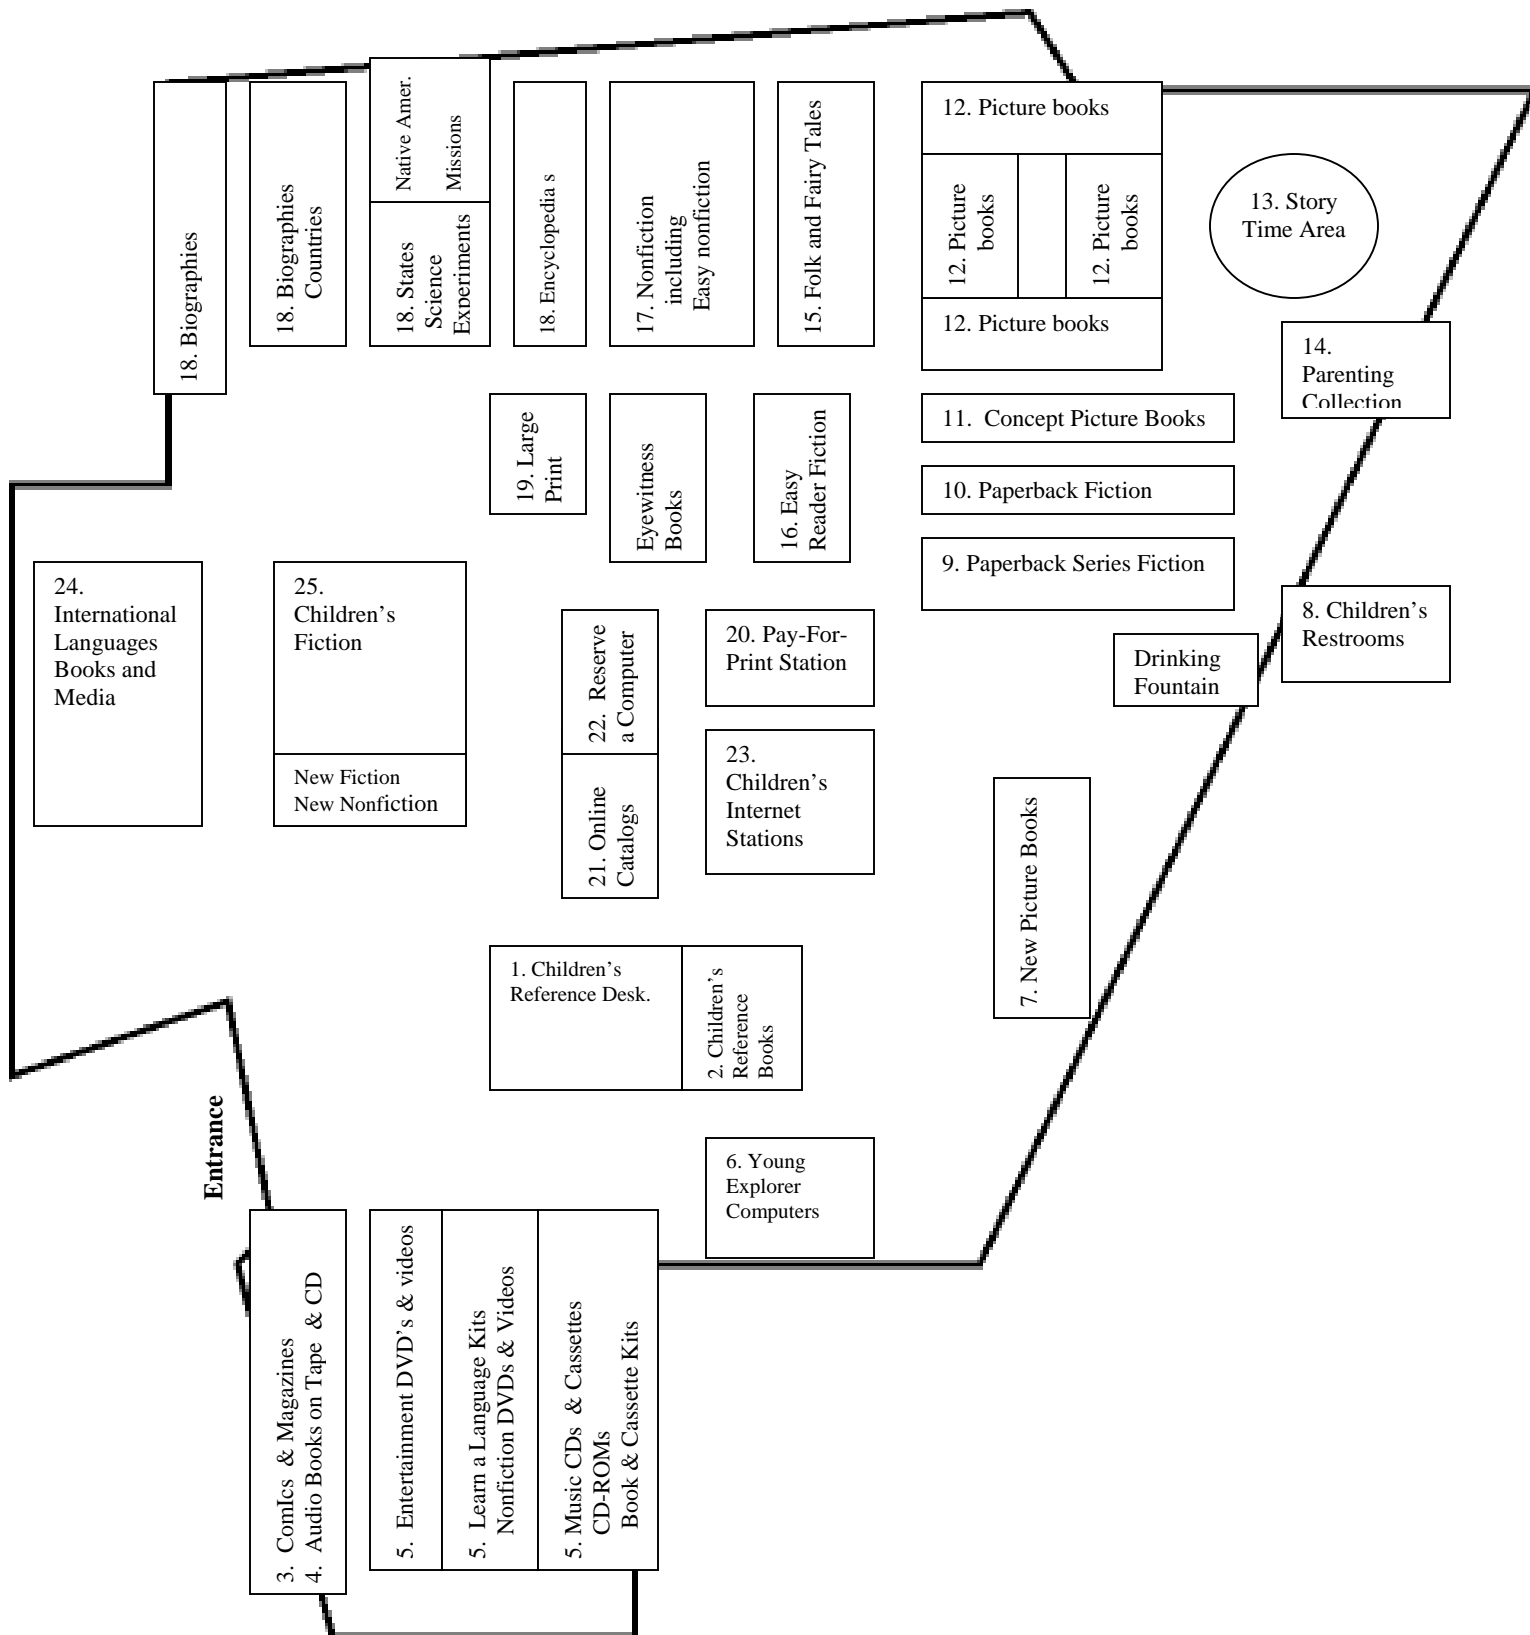 18. Biographies
18. Biographies
Countries
Native Amer.
Missions
18. States
Science
Experiments
18. Encyclopedia s
17. Nonfiction
including
Easy nonfiction
15. Folk and Fairy Tales
12. Picture books
12. Picture
books
12. Picture
books
12. Picture books
13. Story
Time Area
14.
Parenting
Collection
19. Large
Print
Eyewitness
Books
16. Easy
Reader Fiction
11.  Concept Picture Books
10. Paperback Fiction
9. Paperback Series Fiction
8. Children’s
Restrooms
Drinking
Fountain
24.
International
Languages
Books and
Media
25.
Children’s
Fiction
New Fiction
New Nonfiction
22.  Reserve
a Computer
21. Online
Catalogs
20. Pay-For-
Print Station
23.
Children’s
Internet
Stations
7. New Picture Books
1. Children’s
Reference Desk.
2. Children’s
Reference
Books
Entrance
6. Young
Explorer
Computers
3.  ComIcs  & Magazines
4.  Audio Books on Tape  & CD
5.  Entertainment DVD’s & videos
5.  Learn a Language Kits
Nonfiction DVDs & Videos
5. Music CDs  & Cassettes
CD-ROMs
Book & Cassette Kits